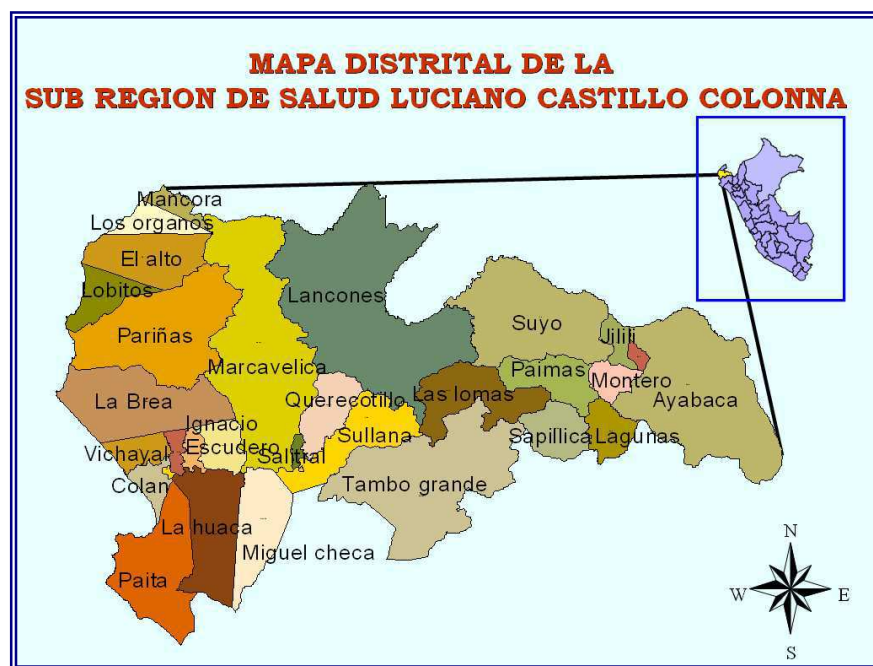 MAPA DISTRITAL DE LA
SUB REGION DE SALUD LUCIANO CASTILLO COLONNA
Mancora
Los organos
El alto
Lobitos
Lancones
Pariñas
Suyo
Jilili
Marcavelica
Paimas
Montero
La Brea
Querecotillo
Las lomas
Ayabaca
Ignacio
Escudero
Sullana
Sapillica
Lagunas
Vichayal
Salitral
Colan
Tambo grande
La huaca
Miguel checa
Paita
N
W
E
S